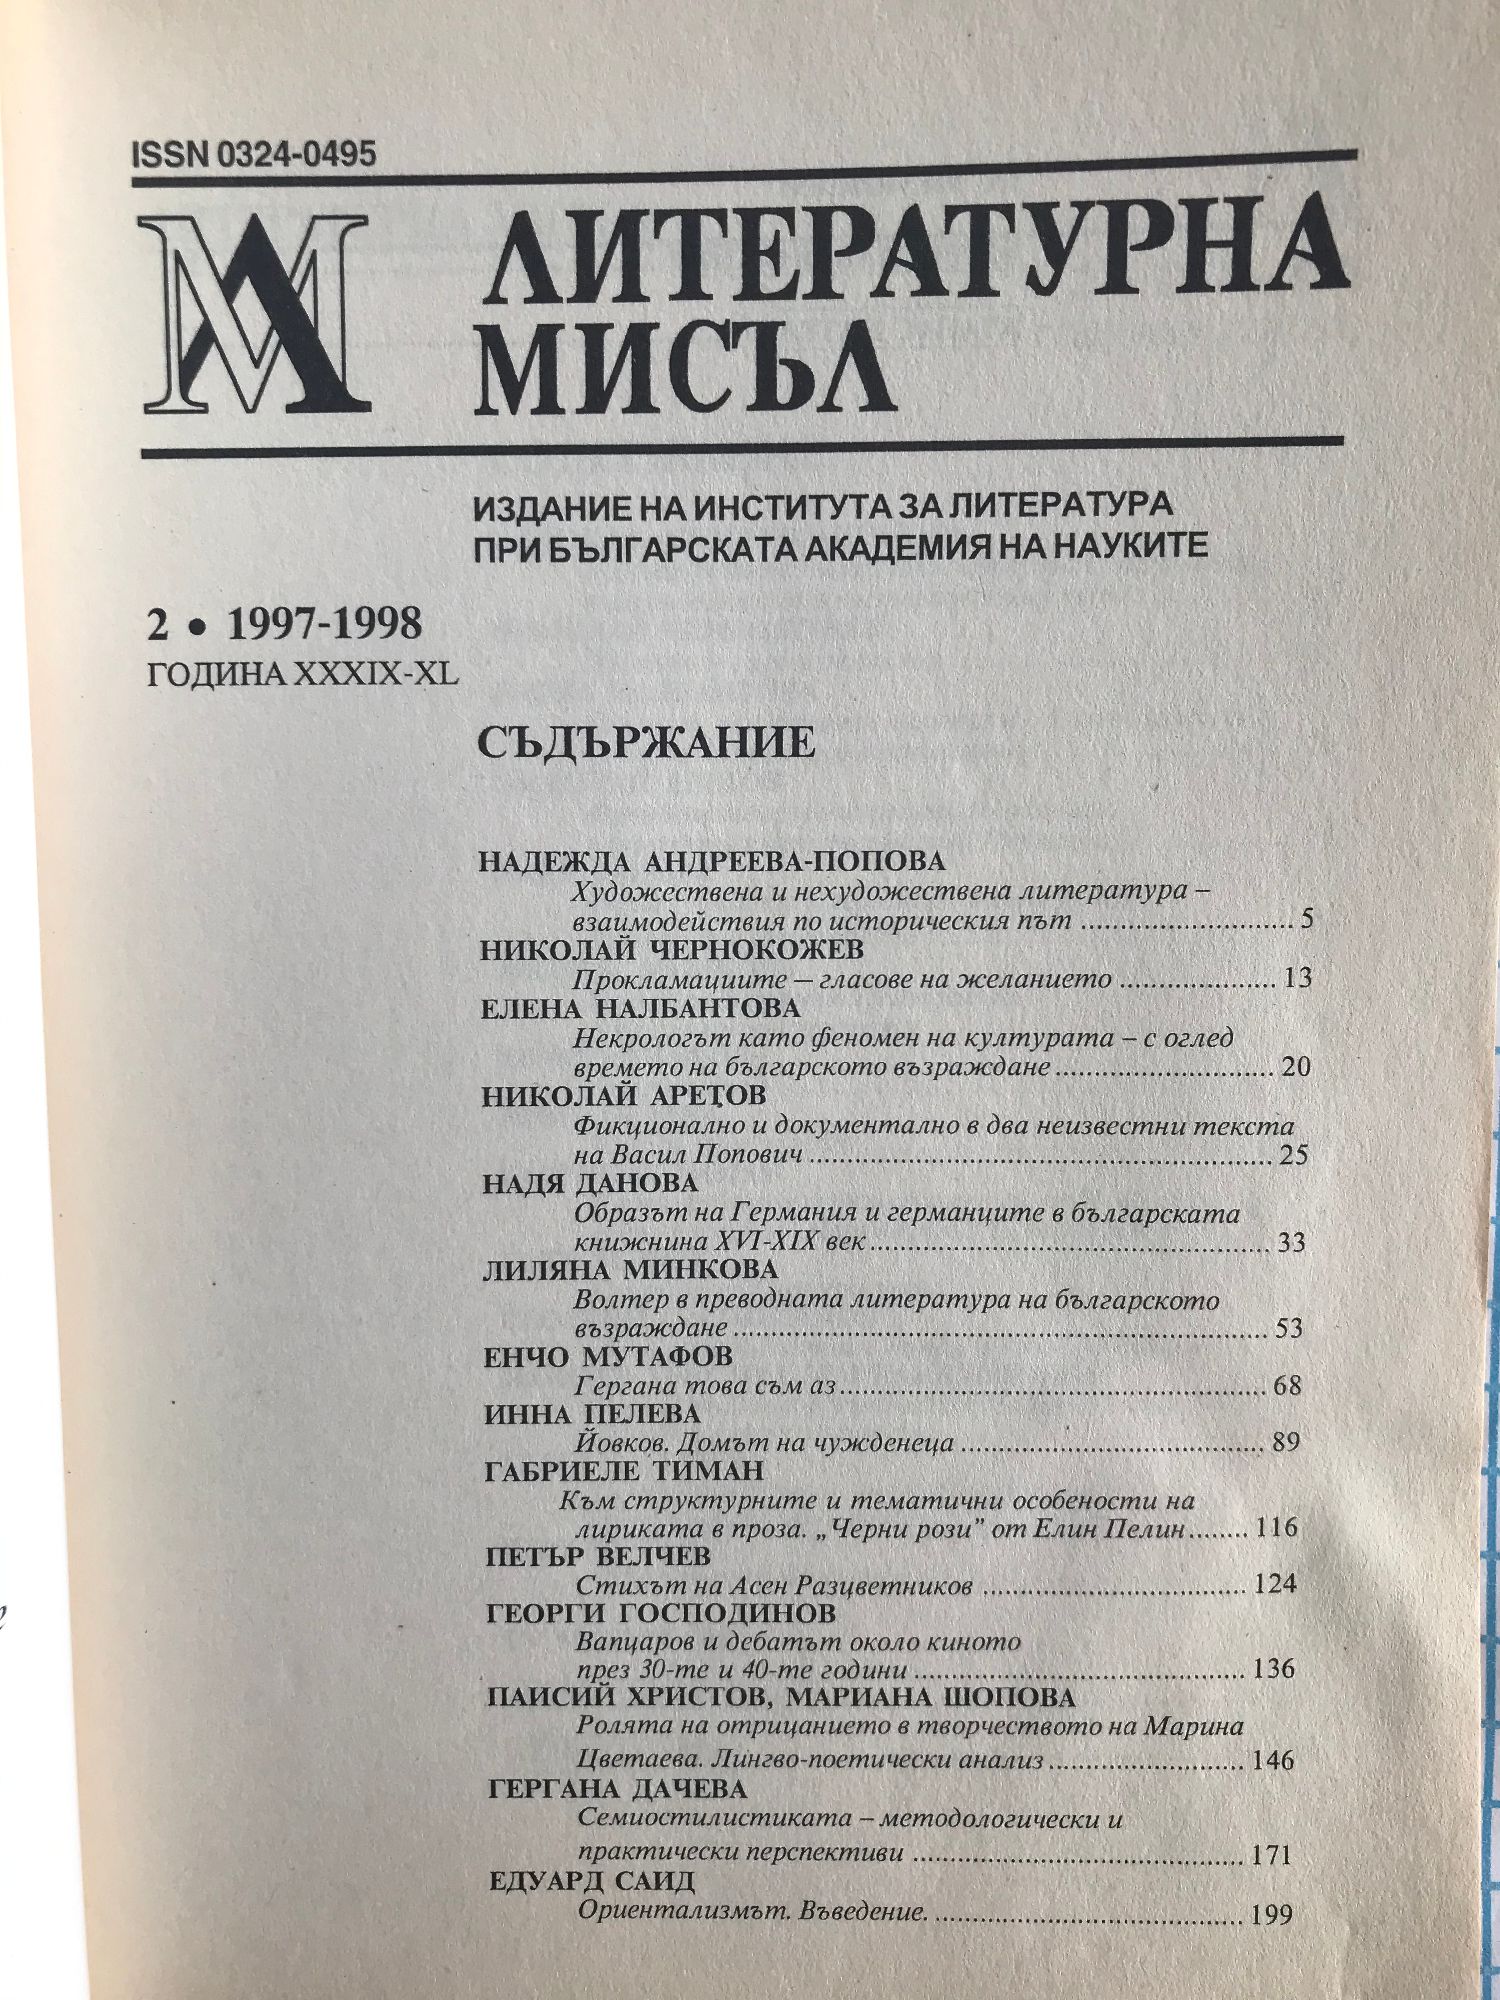 ISSN 0324-0495
ЛИТЕРАТУРНА
МИСЪЛ
ИЗДАНИЕ НА ИНСТИТУТА ЗА ЛИТЕРАТУРА
ПРИ БЪЛГАРСКАТА АКАДЕМИЯ НА НАУКИТЕ
2 • 1997-1998
ГОДИНА XXXIX-XL
СЪДЪРЖАНИЕ
НАДЕЖДА АНДРЕЕВА-ПОПОВА
Художествена и нехудожествена литература –
взаимодействия по историческия път ........................... 5
НИКОЛАЙ ЧЕРНОКОЖЕВ
Прокламациите – гласове на желанието .................... 13
ЕЛЕНА НАЛБАНТОВА
Некрологът като феномен на културата – с оглед
времето на българското възраждане ........................... 20
НИКОЛАЙ АРЕТОВ
Фикционално и документално в два неизвестни текста
на Васил Попович ........................................................... 25
НАДЯ ДАНОВА
Образът на Германия и германците в българската
книжнина XVI-XIX век .................................................. 33
ЛИЛЯНА МИНКОВА
Волтер в преводната литература на българското
възраждане ................................................................... 53
ЕНЧО МУТАФОВ
Гергана това съм аз ...................................................... 68
ИННА ПЕЛЕВА
Йовков. Домът на чужденеца ...................................... 89
ГАБРИЕЛЕ ТИМАН
Към структурните и тематични особености на
лириката в проза. „Черни рози” от Елин Пелин ........ 116
ПЕТЪР ВЕЛЧЕВ
Стихът на Асен Разцветников ................................. 124
ГЕОРГИ ГОСПОДИНОВ
Вапцаров и дебатът около киното
през 30-те и 40-те години .......................................... 136
ПАИСИЙ ХРИСТОВ, МАРИАНА ШОПОВА
Ролята на отрицанието в творчеството на Марина
Цветаева. Лингво-поетически анализ ......................... 146
ГЕРГАНА ДАЧЕВА
Семиостилистиката – методологически и
практически перспективи .......................................... 171
ЕДУАРД САИД
Ориентализмът. Въведение. ....................................... 199